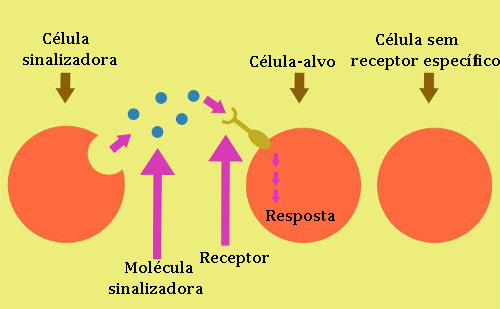 Célula
sinalizadora
Célula-alvo
Célula sem
receptor específico
Resposta
Receptor
Molécula
sinalizadora